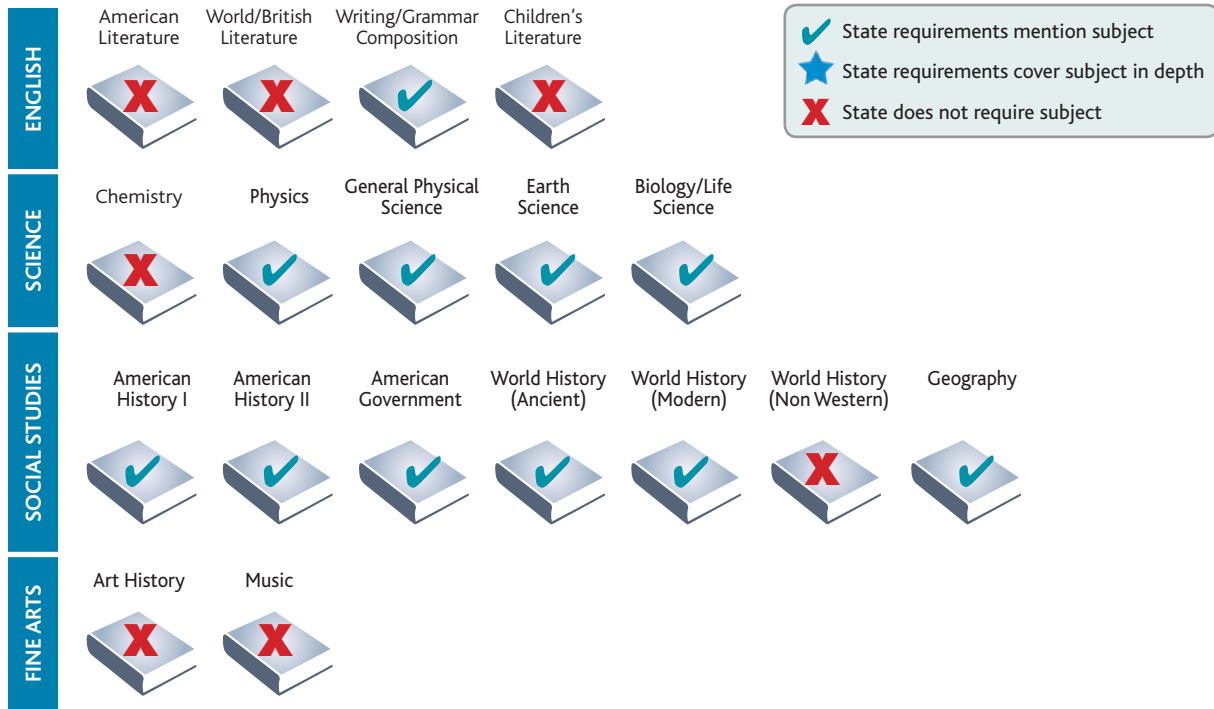 ENGLISH
American
Literature
World/British
Literature
Writing/Grammar
Composition
Children's
Literature
State requirements mention subject
State requirements cover subject in depth
State does not require subject
SCIENCE
Chemistry
Physics
General Physical
Science
Earth
Science
Biology/Life
Science
SOCIAL STUDIES
American
History I
American
History II
American
Government
World History
(Ancient)
World History
(Modern)
World History
(Non Western)
Geography
FINE ARTS
Art History
Music